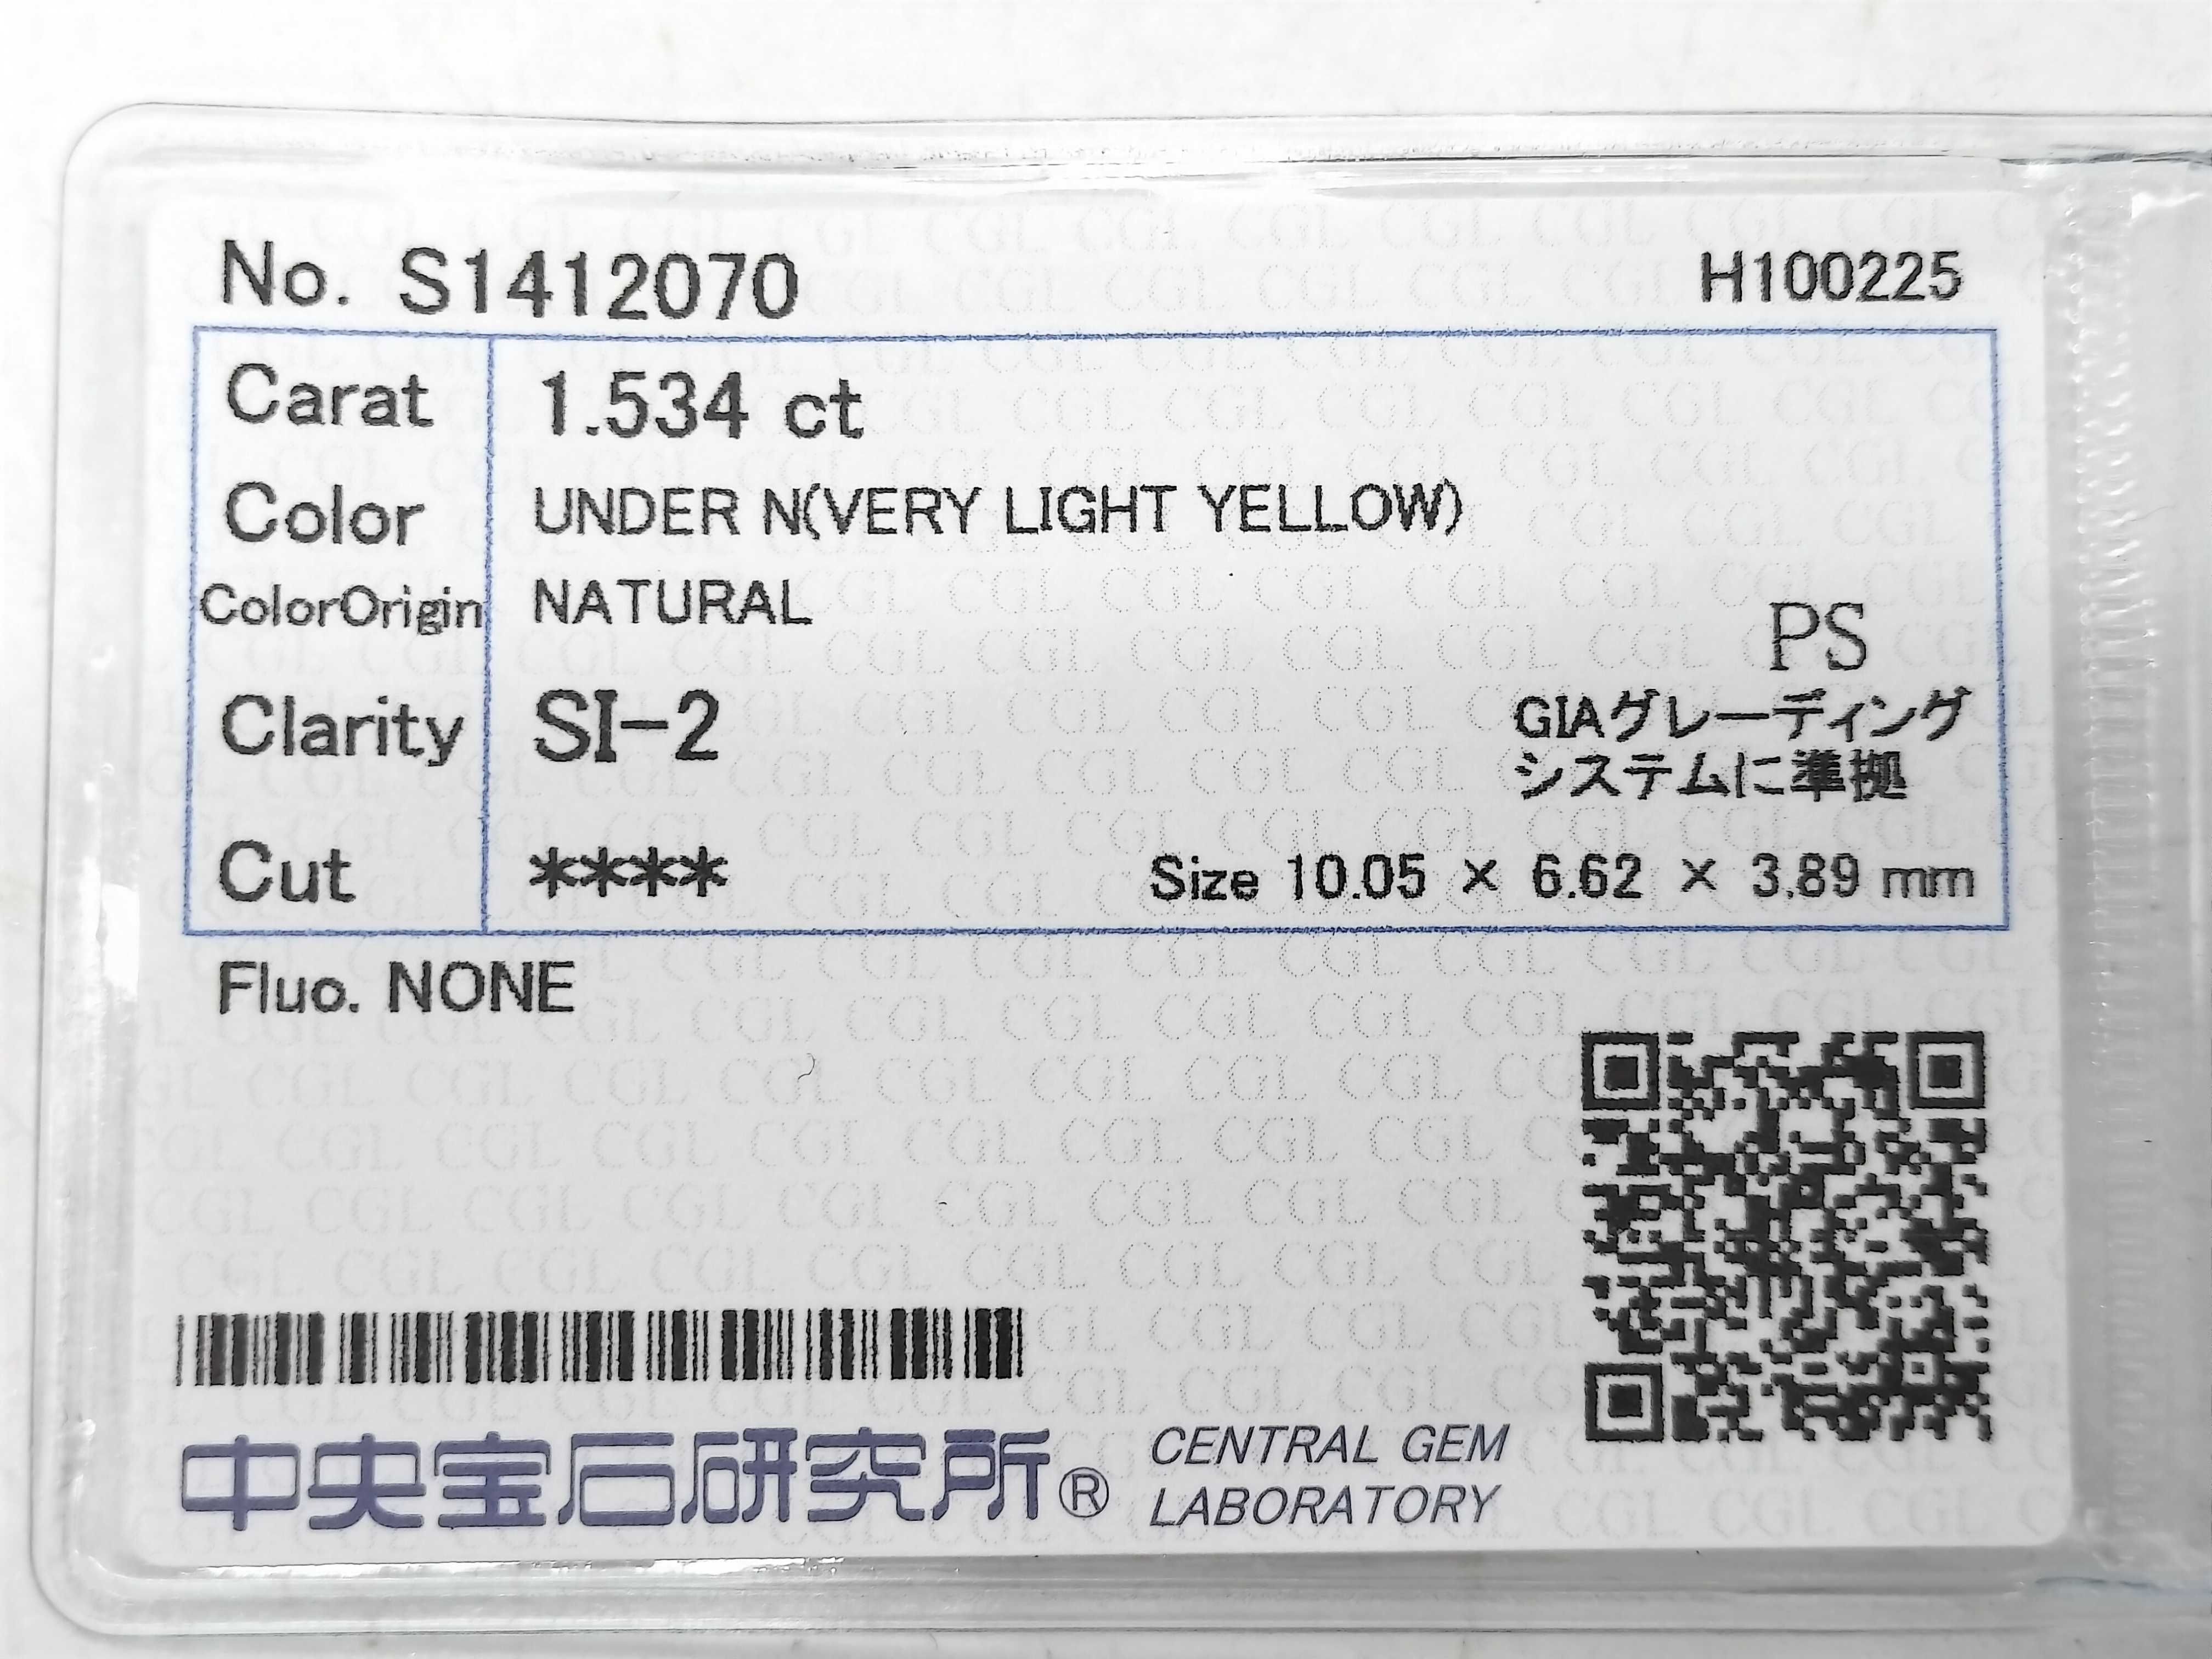 No. S1412070 H100225
Carat 1.534 ct
Color UNDER N(VERY LIGHT YELLOW)
ColorOrigin NATURAL
PS
Clarity SI-2
GIAグレーディング
システムに準拠
Cut **** Size 10.05 × 6.62 × 3.89 mm
Fluo. NONE
中央宝石研究所® CENTRAL GEM
LABORATORY